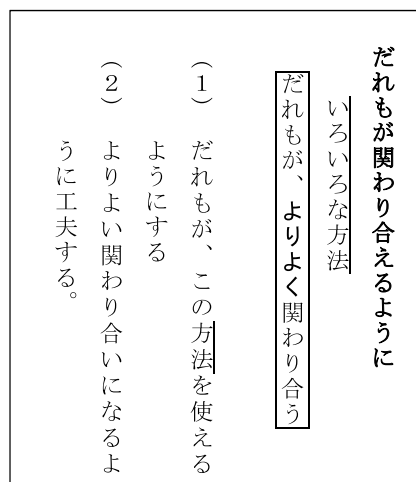 だれもが関わり合えるように
いろいろな方法
だれもが、よりよく関わり合う
（１） だれもが、この方法を使える
ようにする
（２） よりよい関わり合いになるよ
うに工夫する。